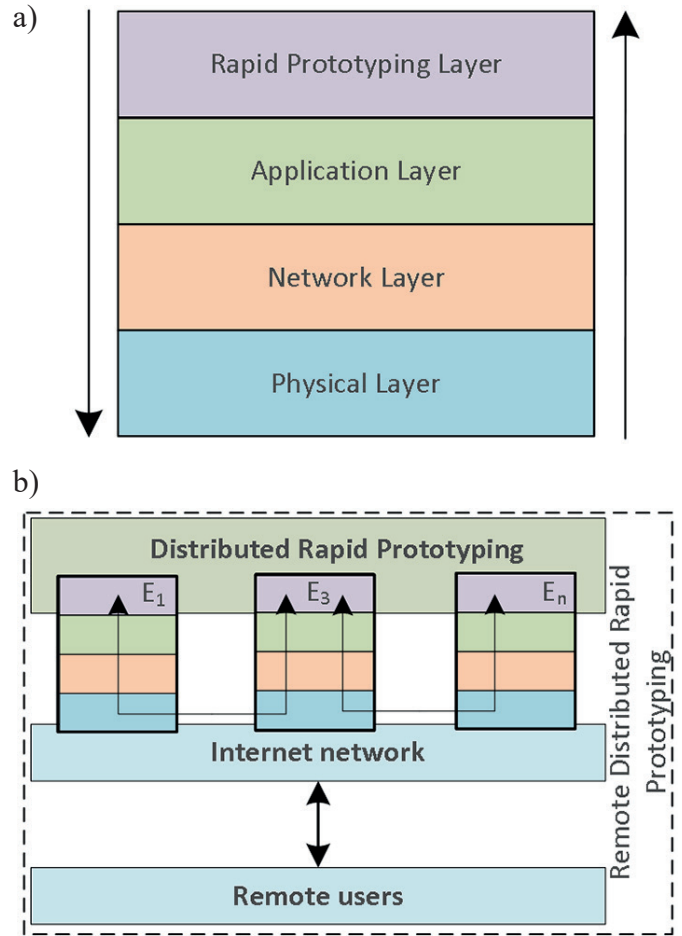 a)
Rapid Prototyping Layer
Application Layer
Network Layer
Physical Layer
b)
Distributed Rapid Prototyping
E₁
E₃
Eₙ
Internet network
Remote users
Remote Distributed Rapid
Prototyping